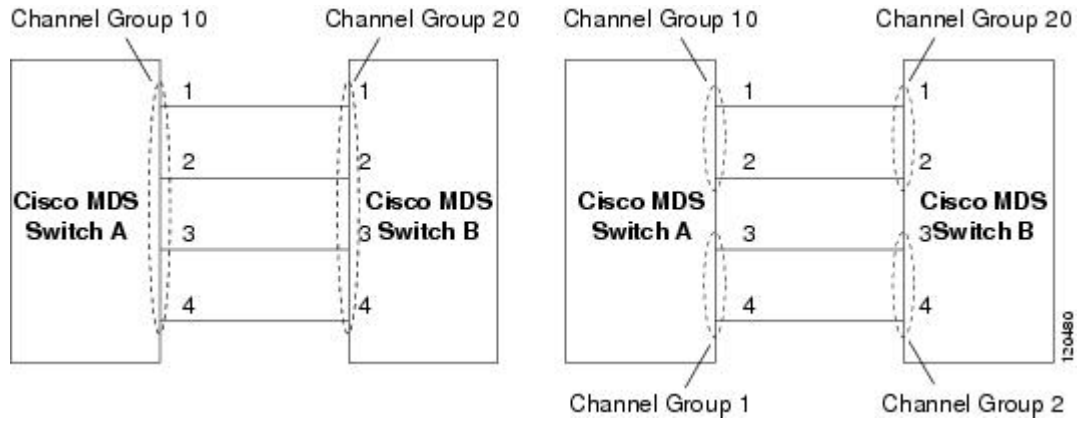 Channel Group 10
Channel Group 20
1
1
2
2
Cisco MDS
Switch A
Cisco MDS
Switch B
3
3
4
4
Channel Group 10
Channel Group 20
1
1
2
2
Cisco MDS
Switch A
Cisco MDS
Switch B
3
3
4
4
Channel Group 1
Channel Group 2
120480